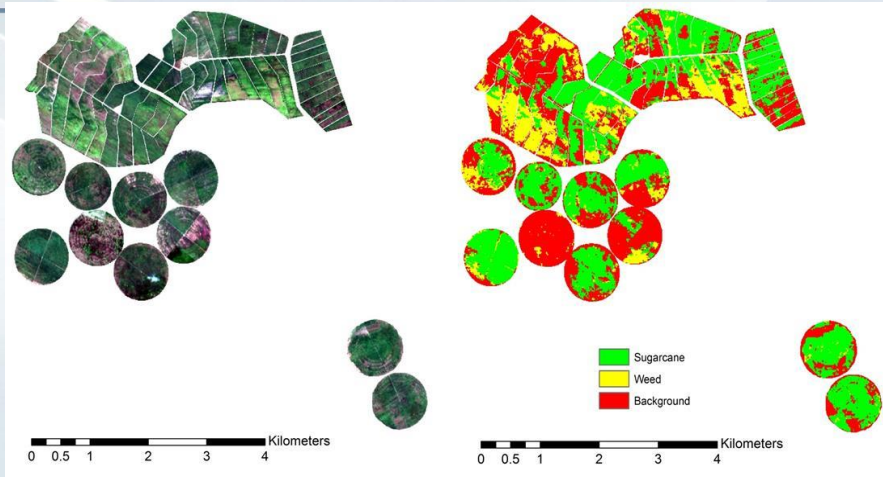 Sugarcane
Weed
Background
Kilometers
0 0.5 1 2 3 4
Kilometers
0 0.5 1 2 3 4